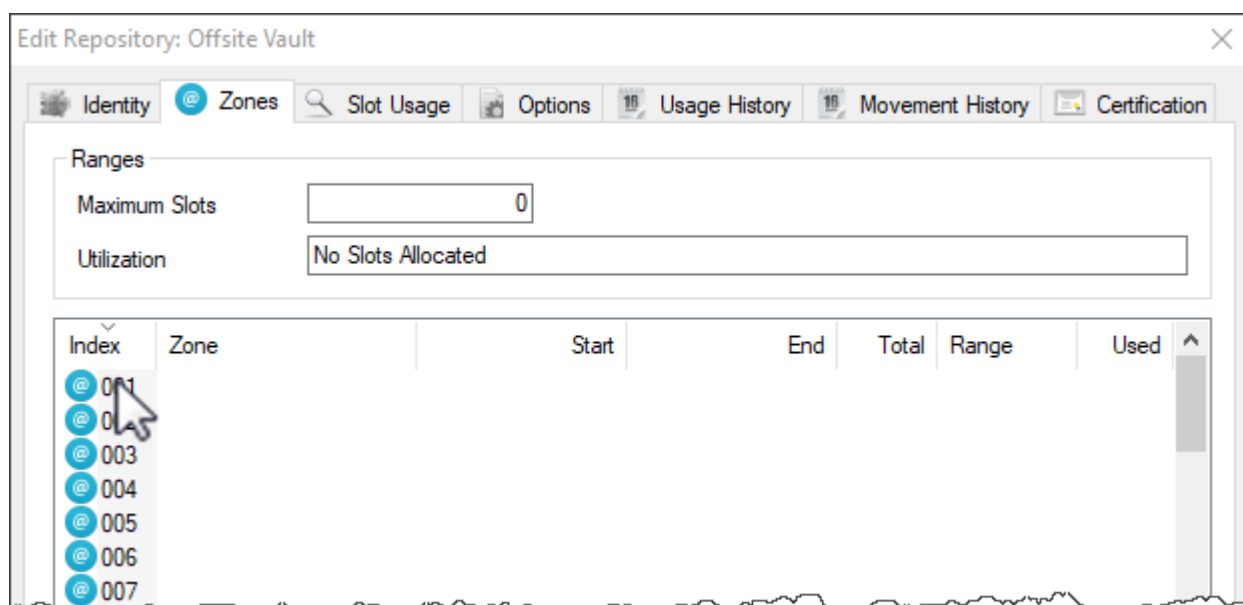 Edit Repository: Offsite Vault
Identity Zones Slot Usage Options Usage History Movement History Certification
Ranges
Maximum Slots 0
Utilization No Slots Allocated
Index Zone Start End Total Range Used
001
003
004
005
006
007